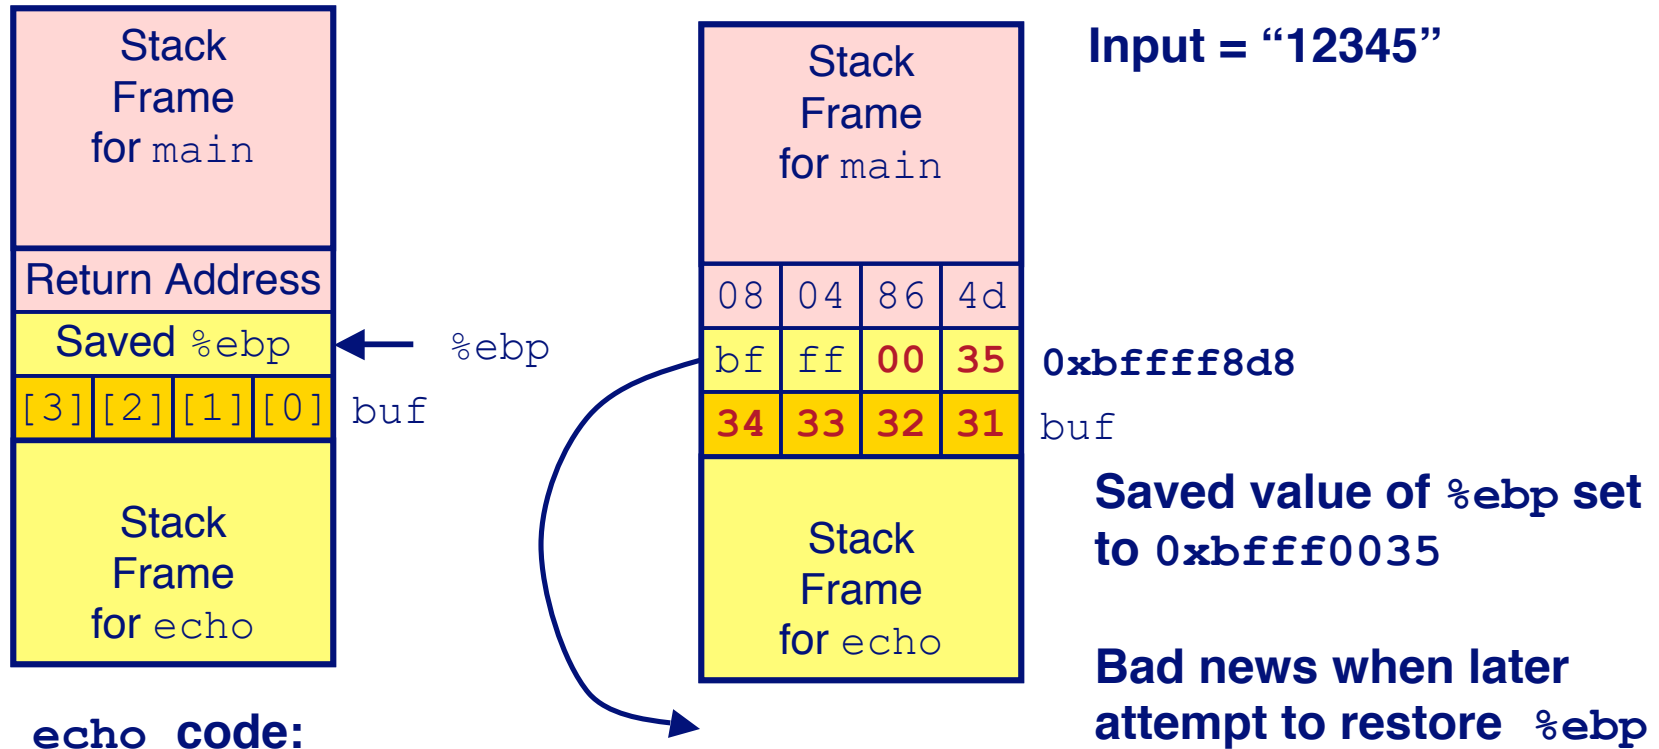 Stack
Frame
for main
Return Address
Saved %ebp
%ebp
[3] [2] [1] [0] buf
Stack
Frame
for echo
echo code:
Stack
Frame
for main
08 04 86 4d
bf ff 00 35 0xbffff8d8
34 33 32 31 buf
Stack
Frame
for echo
Input = “12345”
Saved value of %ebp set
to 0xbfff0035
Bad news when later
attempt to restore %ebp